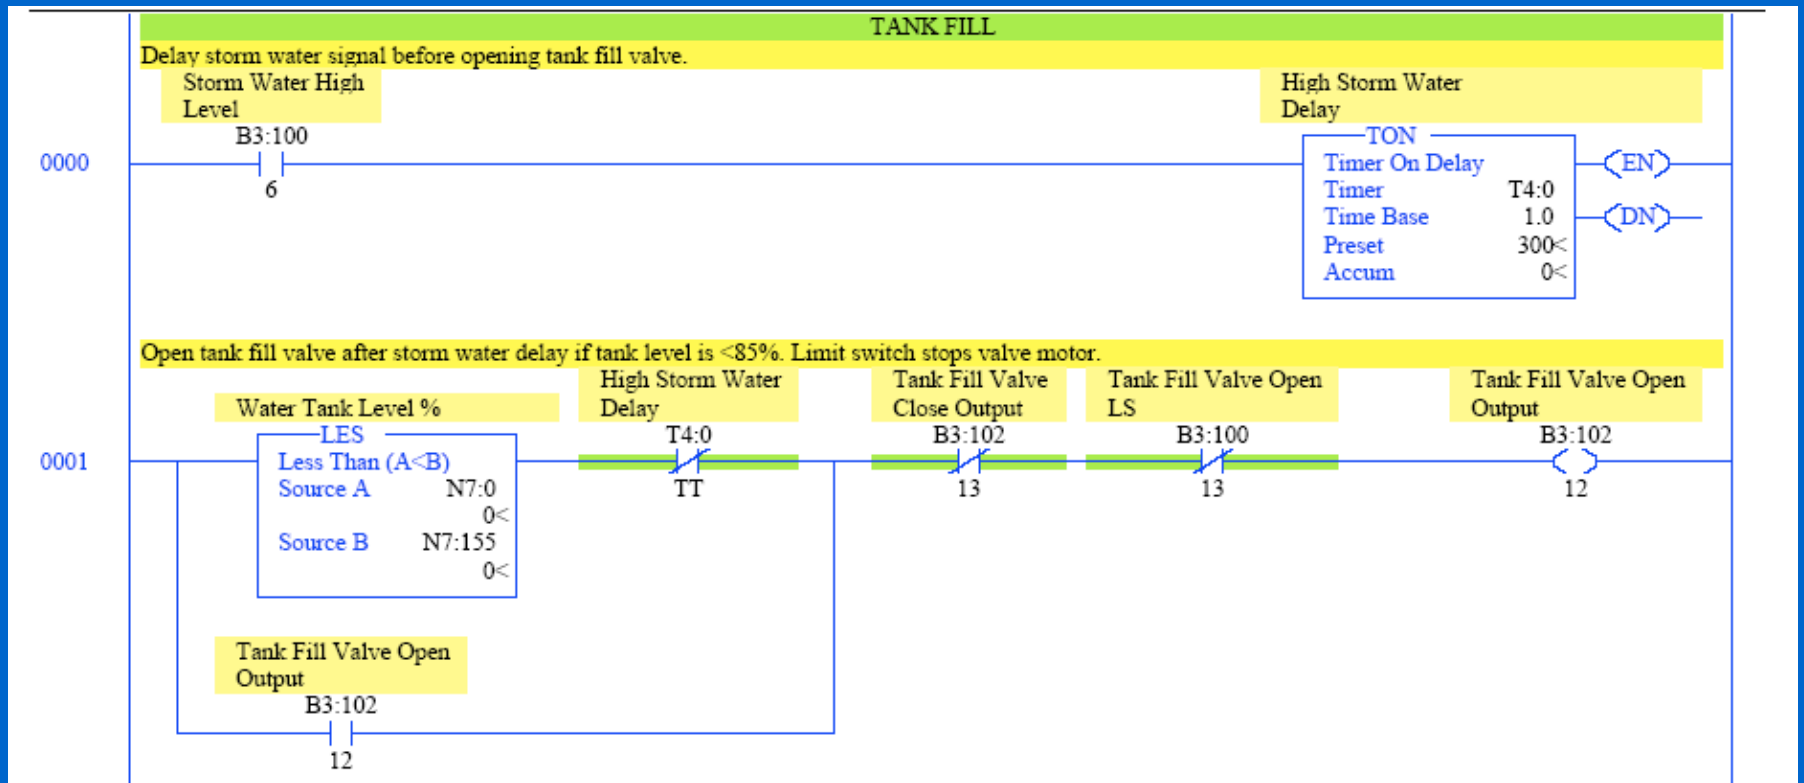 TANK FILL
Delay storm water signal before opening tank fill valve.
Storm Water High
Level
B3:100
6
High Storm Water
Delay
TON
Timer On Delay
Timer T4:0
Time Base 1.0
Preset 300<
Accum 0<
EN
DN
0000
Open tank fill valve after storm water delay if tank level is <85%. Limit switch stops valve motor.
Water Tank Level %
LES
Less Than (A<B)
Source A N7:0
0<
Source B N7:155
0<
High Storm Water
Delay
T4:0
TT
Tank Fill Valve
Close Output
B3:102
13
Tank Fill Valve Open
LS
B3:100
13
Tank Fill Valve Open
Output
B3:102
12
0001
Tank Fill Valve Open
Output
B3:102
12